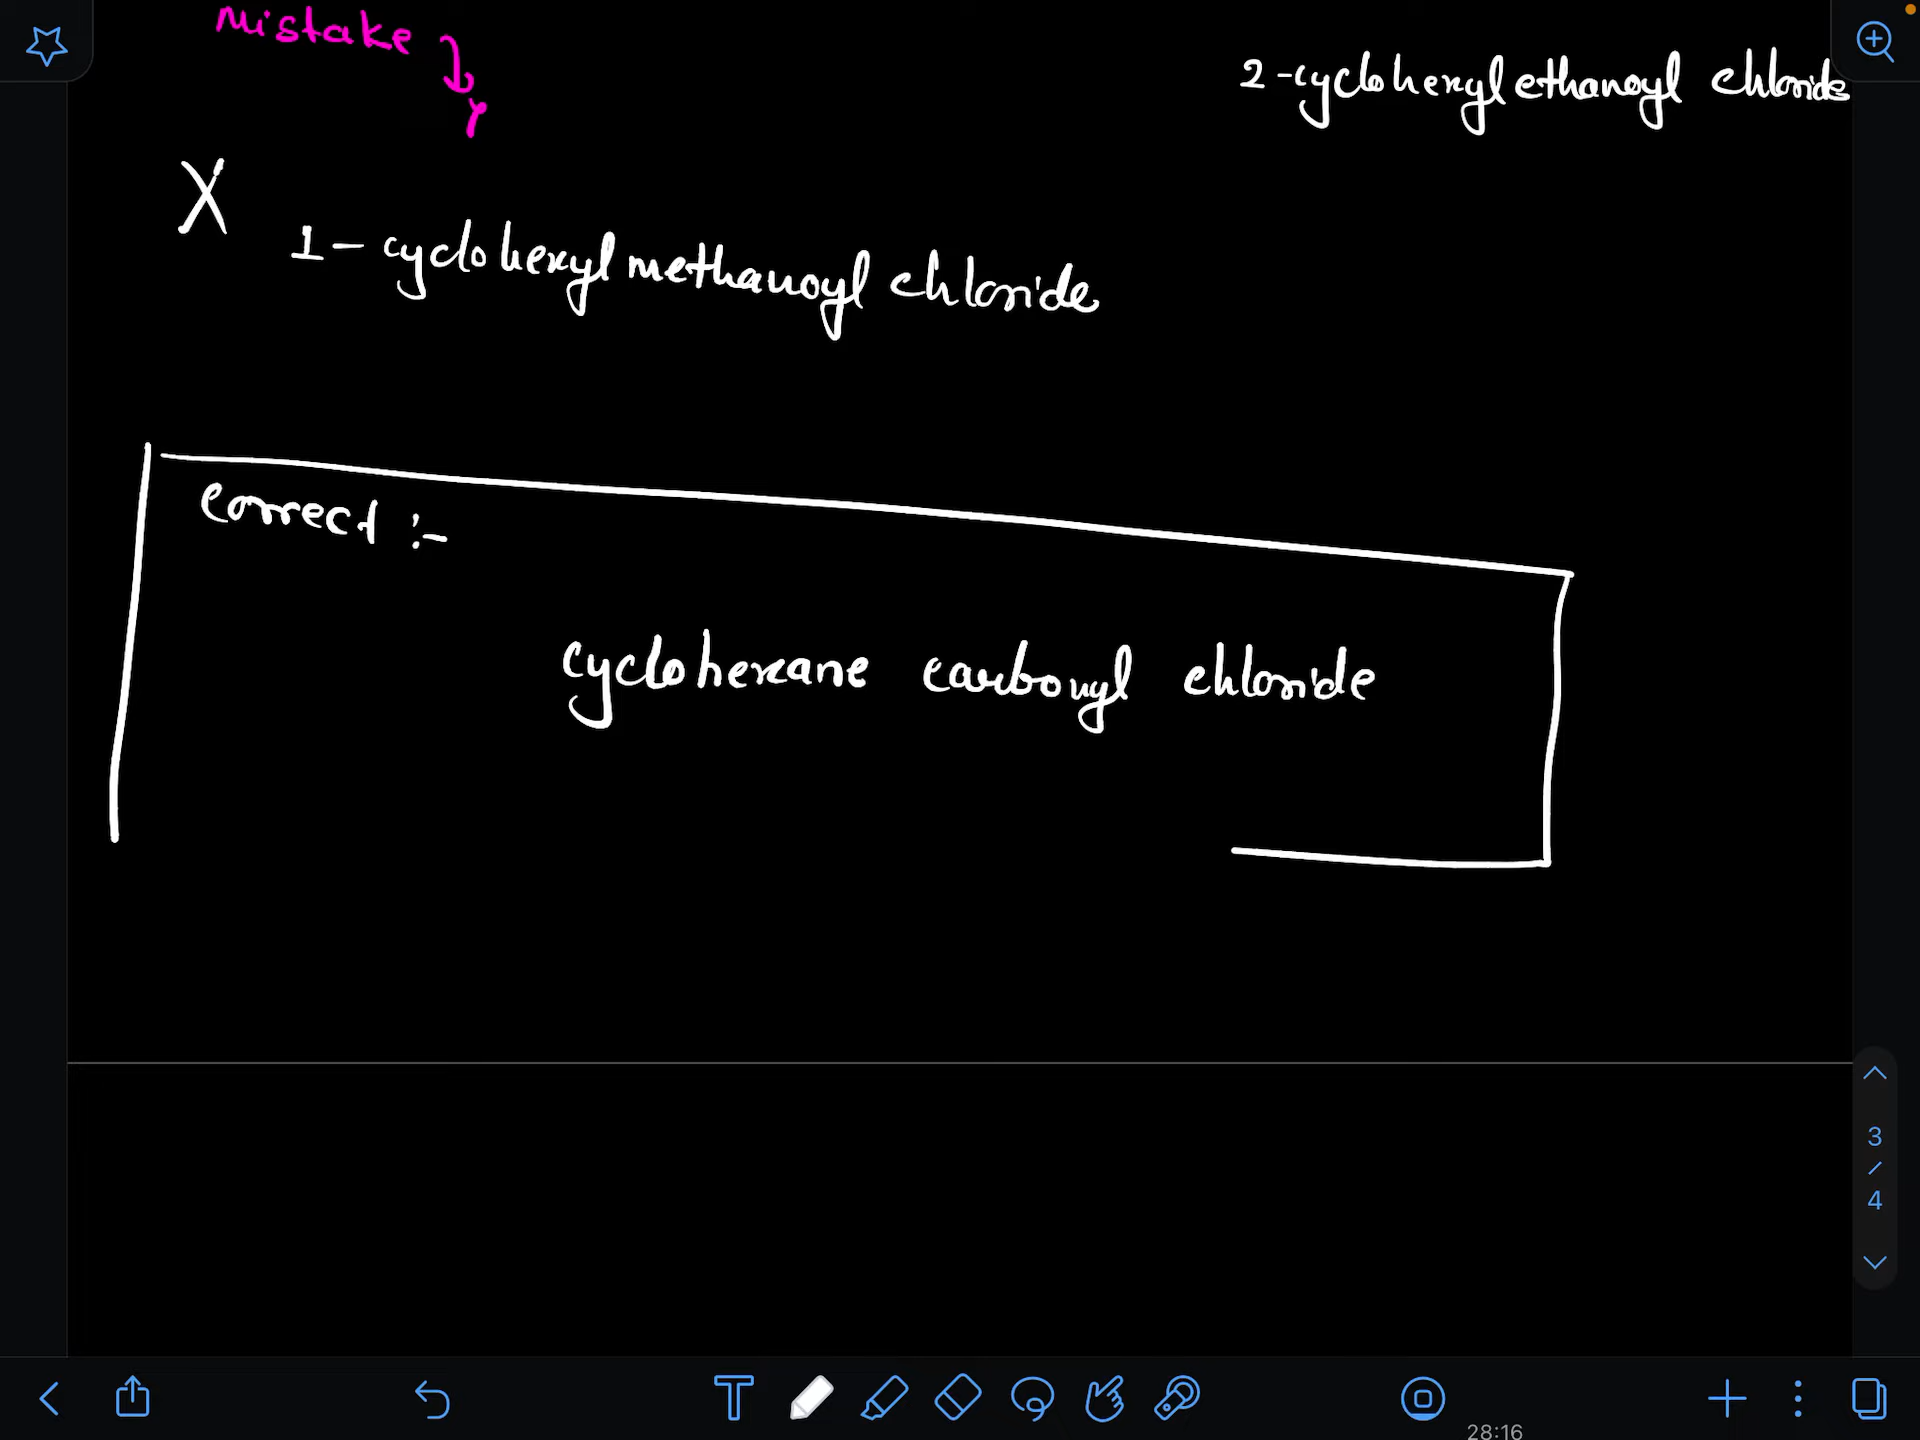 Mistake
2-cyclohexyl ethanoyl chloride
X
1- cyclohexyl methanoyl chloride
correct :-
cyclohexane carbonyl chloride
3
/
4
T
28:16